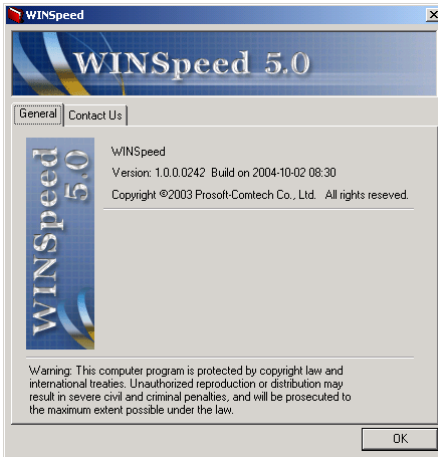 WINSpeed
WINSpeed 5.0
General
Contact Us
WINSpeed 5.0
WINSpeed
Version: 1.0.0.0242 Build on 2004-10-02 08:30
Copyright ©2003 Prosoft-Comtech Co., Ltd. All rights reseved.
Warning: This computer program is protected by copyright law and
international treaties. Unauthorized reproduction or distribution may
result in severe civil and criminal penalties, and will be prosecuted to
the maximum extent possible under the law.
OK